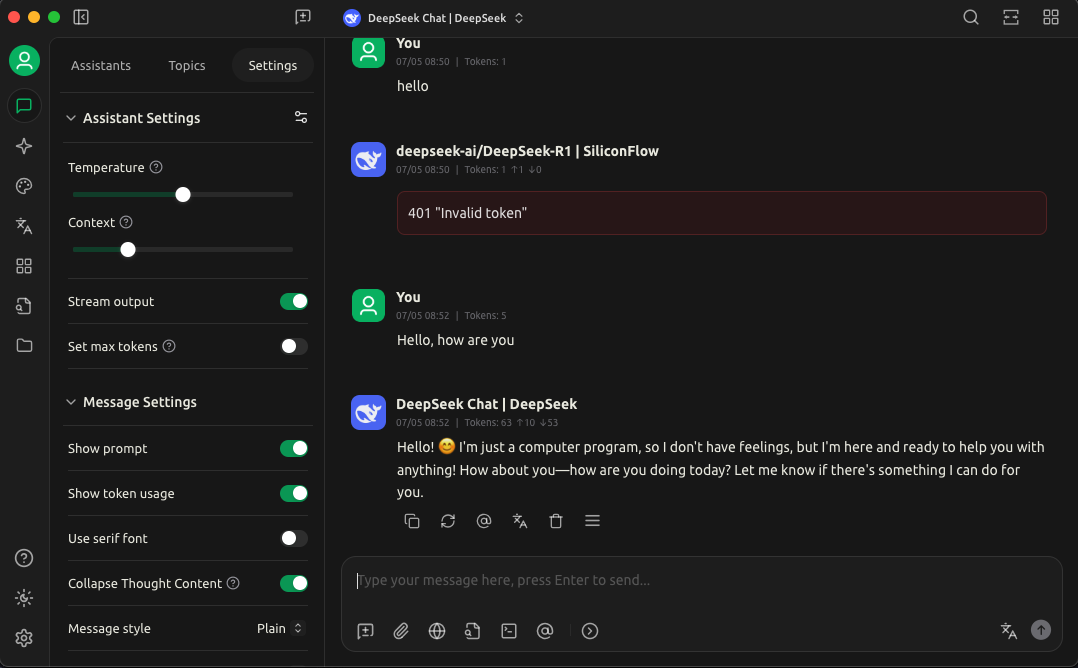 DeepSeek Chat | DeepSeek
Assistants
Topics
Settings
Assistant Settings
Temperature
Context
Stream output
Set max tokens
Message Settings
Show prompt
Show token usage
Use serif font
Collapse Thought Content
Message style
Plain
You
07/05 08:50 | Tokens: 1
hello
deepseek-ai/DeepSeek-R1 | SiliconFlow
07/05 08:50 | Tokens: 1 ↑1 ↓0
401 "Invalid token"
You
07/05 08:52 | Tokens: 5
Hello, how are you
DeepSeek Chat | DeepSeek
07/05 08:52 | Tokens: 63 ↑10 ↓53
Hello! 😊 I'm just a computer program, so I don't have feelings, but I'm here and ready to help you with
anything! How about you—how are you doing today? Let me know if there's something I can do for
you.
Type your message here, press Enter to send...